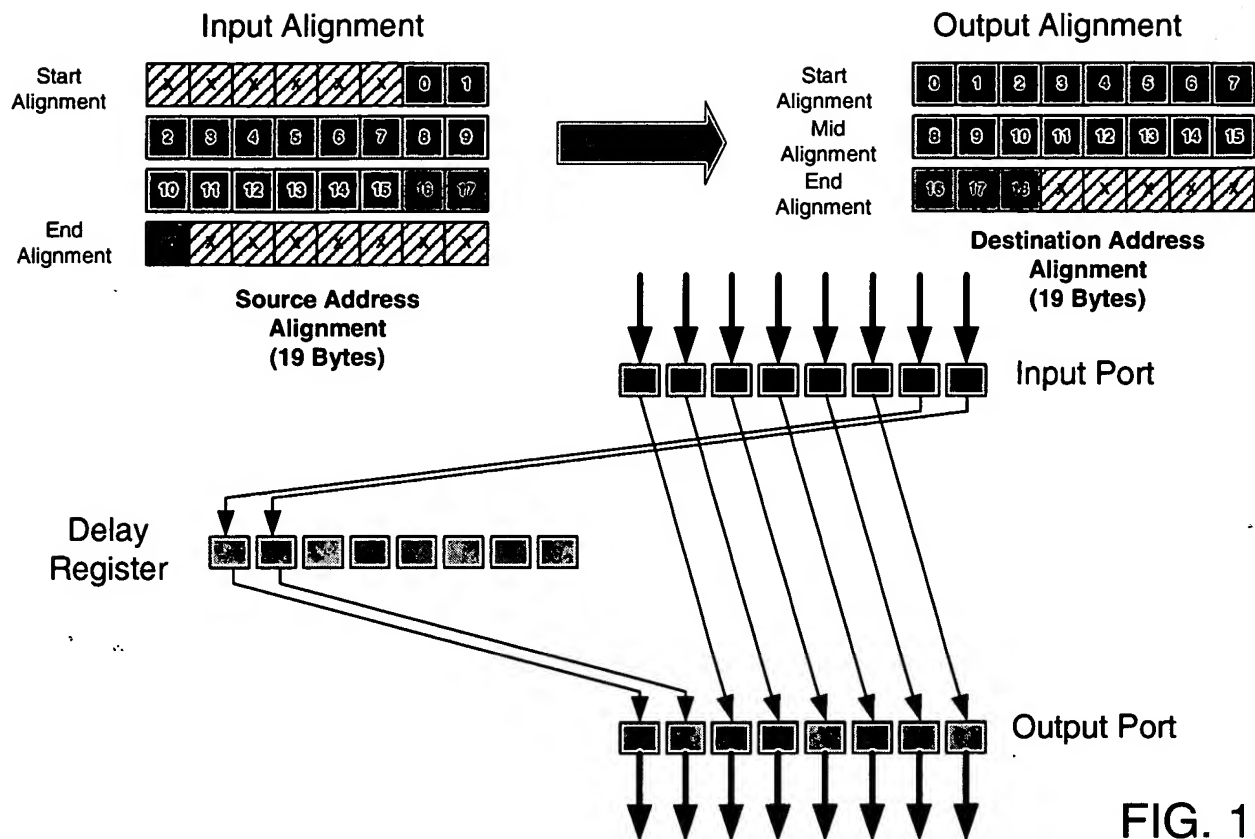 Input Alignment
Output Alignment
Start
Alignment
X X X X X X 0 1
2 3 4 5 6 7 8 9
10 11 12 13 14 15 16 17
End
Alignment
X X X X X X X
Source Address
Alignment
(19 Bytes)
Start
Alignment
0 1 2 3 4 5 6 7
Mid
Alignment
8 9 10 11 12 13 14 15
End
Alignment
16 17 18 X X X X X
Destination Address
Alignment
(19 Bytes)
Input Port
Delay
Register
Output Port
FIG. 1